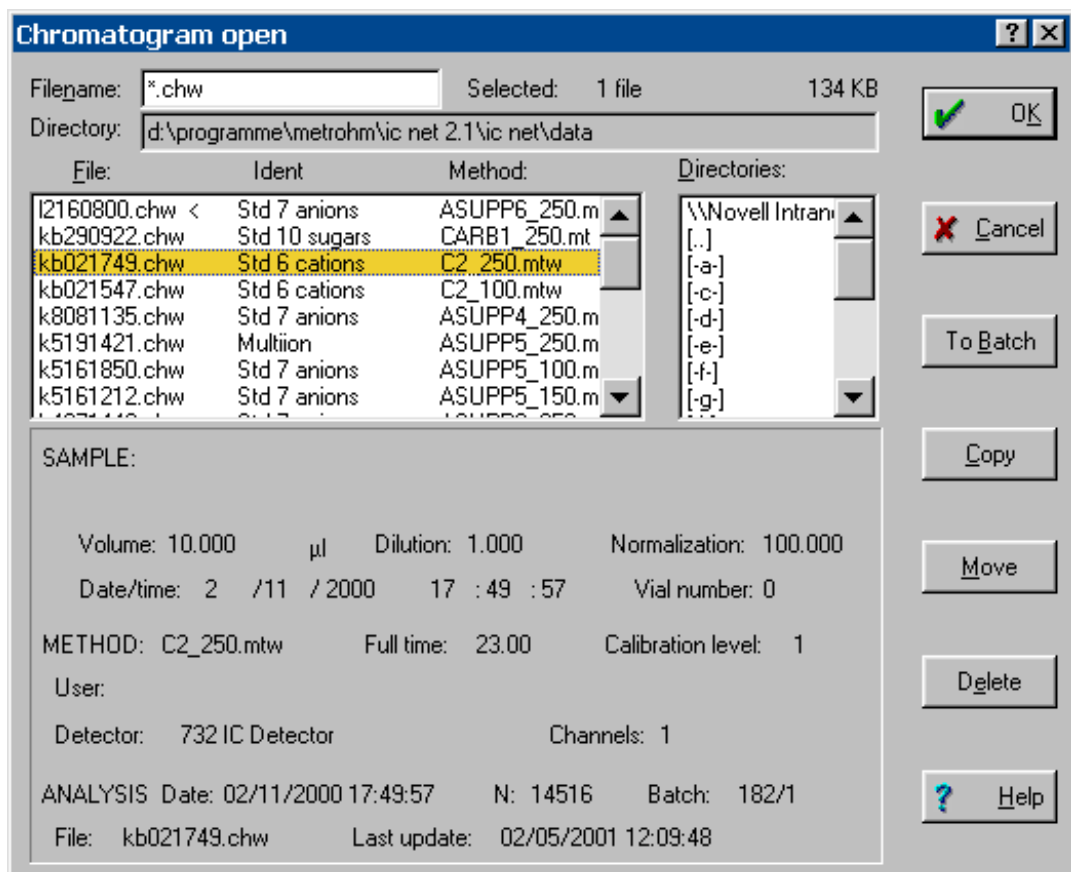 Chromatogram open
Filename: *.chw Selected: 1 file 134 KB
OK
Directory: d:\programme\metrohm\ic net 2.1\ic net\data
File: Ident Method: Directories:
l2160800.chw < Std 7 anions ASUPP6_250.m \\Novell Intran
kb290922.chw Std 10 sugars CARB1_250.mt [..]
Cancel
kb021749.chw Std 6 cations C2_250.mtw [-a-]
kb021547.chw Std 6 cations C2_100.mtw [-c-]
k8081135.chw Std 7 anions ASUPP4_250.m [-d-]
k5191421.chw Multiion ASUPP5_250.m [-e-]
To Batch
k5161850.chw Std 7 anions ASUPP5_100.m [-f-]
k5161212.chw Std 7 anions ASUPP5_150.m [-g-]
SAMPLE:
Copy
Volume: 10.000 µl Dilution: 1.000 Normalization: 100.000
Move
Date/time: 2 /11 / 2000 17 : 49 : 57 Vial number: 0
METHOD: C2_250.mtw Full time: 23.00 Calibration level: 1
User:
Delete
Detector: 732 IC Detector Channels: 1
ANALYSIS Date: 02/11/2000 17:49:57 N: 14516 Batch: 182/1
Help
File: kb021749.chw Last update: 02/05/2001 12:09:48